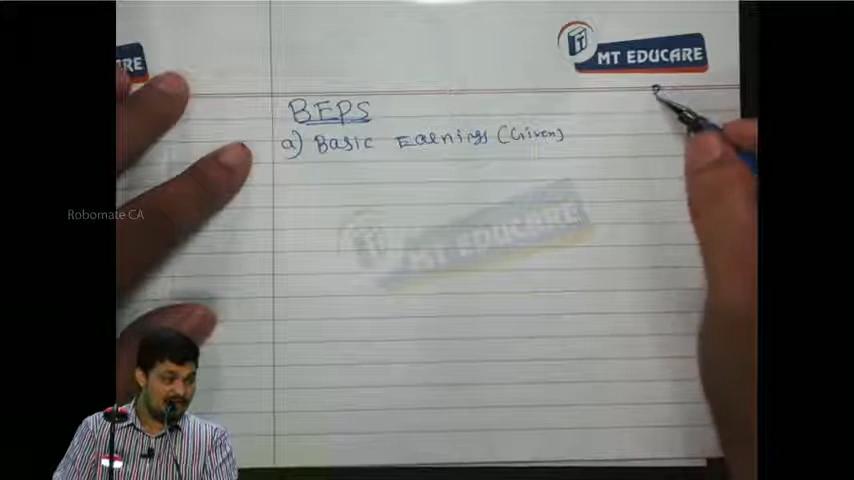 RE
MT EDUCARE
BEPS
a) Basic Earnings (Given)
Robomate CA
MT EDUCARE